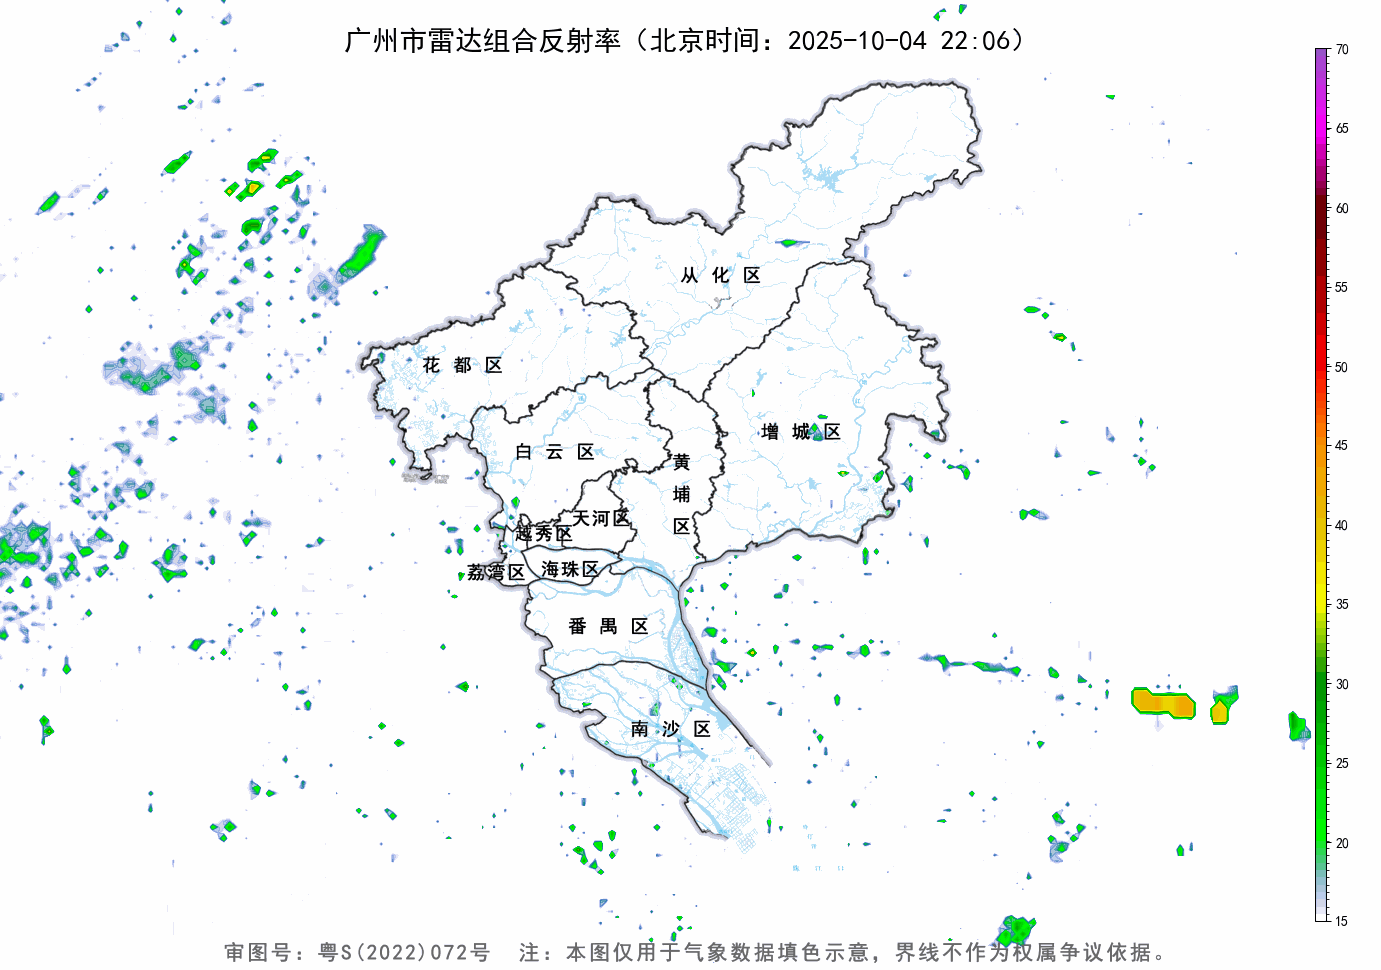 广州市雷达组合反射率（北京时间：2025-10-04 22:06）
70
65
60
55
50
45
40
35
30
25
20
15
从化区
花都区
增城区
白云区
黄埔区
天河区
越秀区
荔湾区
海珠区
番禺区
南沙区
审图号：粤S(2022)072号 注：本图仅用于气象数据填色示意，界线不作为权属争议依据。